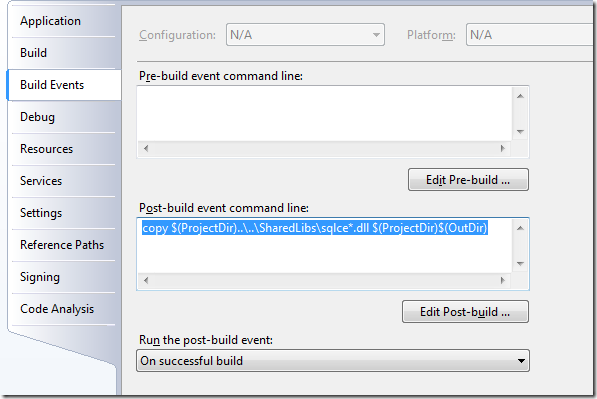 Application
Build
Build Events
Debug
Resources
Services
Settings
Reference Paths
Signing
Code Analysis
Configuration: N/A Platform: N/A
Pre-build event command line:
Edit Pre-build ...
Post-build event command line:
copy $(ProjectDir)..\..\SharedLibs\sqlce*.dll $(ProjectDir)$(OutDir)
Edit Post-build ...
Run the post-build event:
On successful build